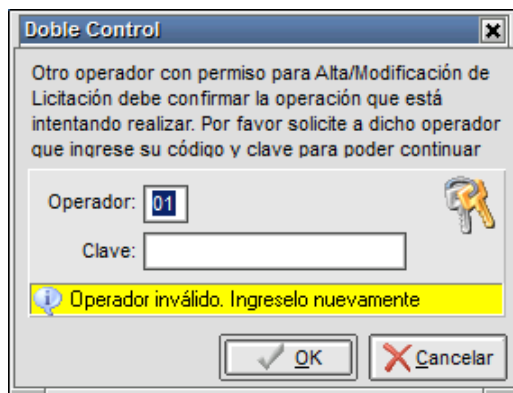 Doble Control
Otro operador con permiso para Alta/Modificación de
Licitación debe confirmar la operación que está
intentando realizar. Por favor solicite a dicho operador
que ingrese su código y clave para poder continuar
Operador: 01
Clave:
Operador inválido. Ingreselo nuevamente
OK
Cancelar